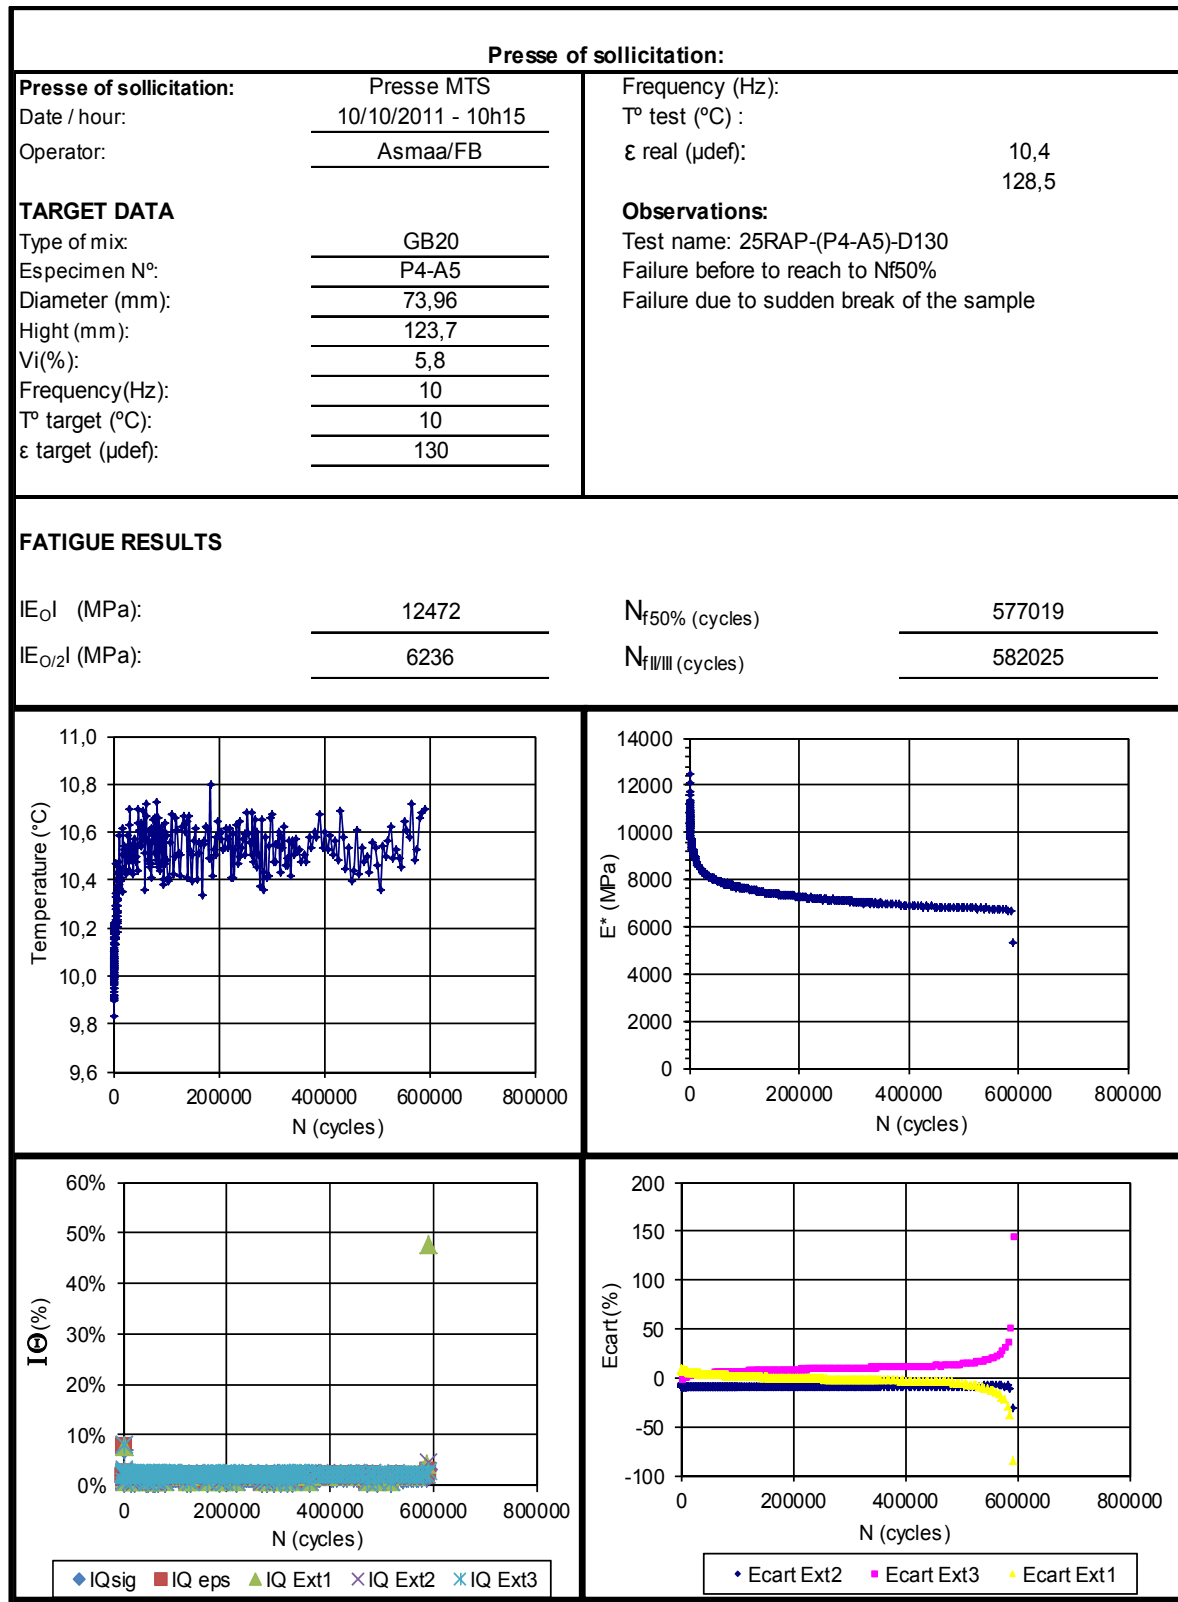 Presse of sollicitation:
Presse of sollicitation: Presse MTS
Date / hour: 10/10/2011 - 10h15
Operator: Asmaa/FB
Frequency (Hz):
Tº test (ºC) :
ε real (µdef): 10,4
128,5
TARGET DATA
Type of mix: GB20
Especimen Nº: P4-A5
Diameter (mm): 73,96
Hight (mm): 123,7
Vi(%): 5,8
Frequency(Hz): 10
Tº target (ºC): 10
ε target (µdef): 130
Observations:
Test name: 25RAP-(P4-A5)-D130
Failure before to reach to Nf50%
Failure due to sudden break of the sample
FATIGUE RESULTS
IEOI (MPa): 12472
IEO/2I (MPa): 6236
Nf50% (cycles) 577019
NfII/III (cycles) 582025
Temperature (°C)
11,0
10,8
10,6
10,4
10,2
10,0
9,8
9,6
0 200000 400000 600000 800000
N (cycles)
E* (MPa)
14000
12000
10000
8000
6000
4000
2000
0
0 200000 400000 600000 800000
N (cycles)
IΘ(%)
60%
50%
40%
30%
20%
10%
0%
0 200000 400000 600000 800000
N (cycles)
IQsig IQ eps IQ Ext1 IQ Ext2 IQ Ext3
Ecart(%)
200
150
100
50
0
-50
-100
0 200000 400000 600000 800000
N (cycles)
Ecart Ext2 Ecart Ext3 Ecart Ext1